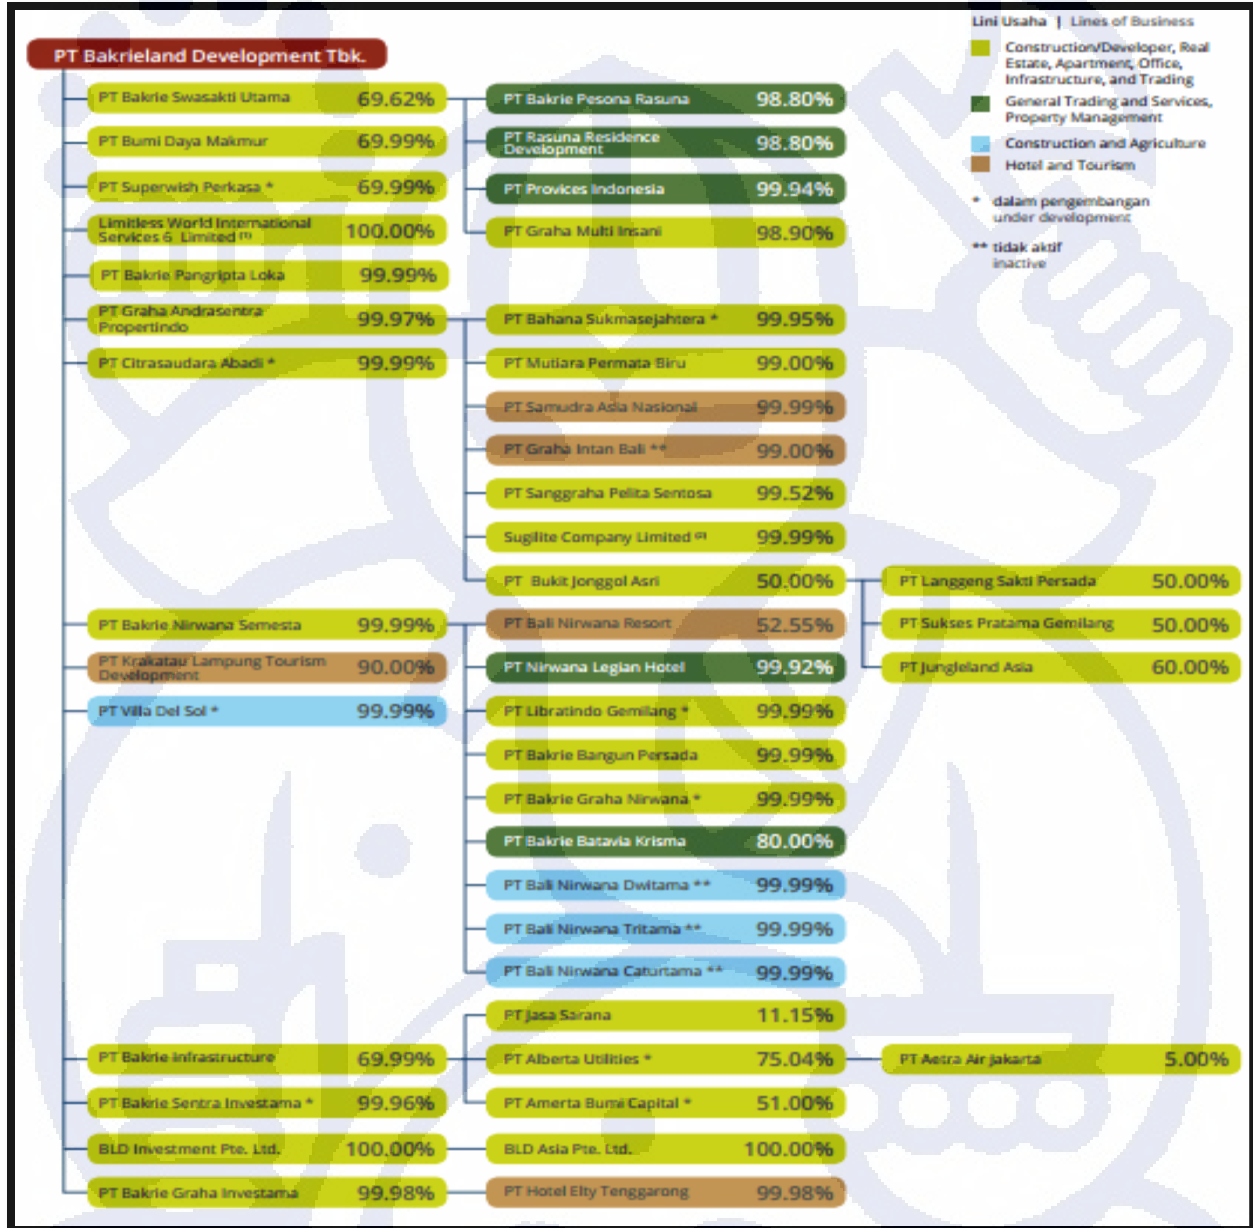 Lini Usaha | Lines of Business
Construction/Developer, Real
Estate, Apartment, Office,
Infrastructure, and Trading
General Trading and Services,
Property Management
Construction and Agriculture
Hotel and Tourism
* dalam pengembangan
under development
** tidak aktif
inactive
PT Bakrieland Development Tbk.
PT Bakrie Swasakti Utama 69.62%
PT Bumi Daya Makmur 69.99%
PT Superwish Perkasa * 69.99%
Limitless World International
Services 6 Limited (1) 100.00%
PT Bakrie Pangripta Loka 99.99%
PT Graha Andrasentra
Propertindo 99.97%
PT Citrasaudara Abadi * 99.99%
PT Bakrie Nirwana Semesta 99.99%
PT Krakatau Lampung Tourism
Development 90.00%
PT Villa Del Sol * 99.99%
PT Bakrie Infrastructure 69.99%
PT Bakrie Sentra Investama * 99.96%
BLD Investment Pte. Ltd. 100.00%
PT Bakrie Graha Investama 99.98%
PT Bakrie Pesona Rasuna 98.80%
PT Rasuna Residence
Development 98.80%
PT Provices Indonesia 99.94%
PT Graha Multi Insani 98.90%
PT Bahana Sukmasejahtera * 99.95%
PT Mutiara Permata Biru 99.00%
PT Samudra Asia Nasional 99.99%
PT Graha Intan Bali ** 99.00%
PT Sanggraha Pelita Sentosa 99.52%
Sugilite Company Limited (2) 99.99%
PT Bukit Jonggol Asri 50.00%
PT Bali Nirwana Resort 52.55%
PT Nirwana Legian Hotel 99.92%
PT Libratindo Gemilang * 99.99%
PT Bakrie Bangun Persada 99.99%
PT Bakrie Graha Nirwana * 99.99%
PT Bakrie Batavia Krisma 80.00%
PT Bali Nirwana Dwitama ** 99.99%
PT Bali Nirwana Tritama ** 99.99%
PT Bali Nirwana Caturtama ** 99.99%
PT Jasa Sarana 11.15%
PT Alberta Utilities * 75.04%
PT Amerta Bumi Capital * 51.00%
BLD Asia Pte. Ltd. 100.00%
PT Hotel Elty Tenggarong 99.98%
PT Langgeng Sakti Persada 50.00%
PT Sukses Pratama Gemilang 50.00%
PT Jungleland Asia 60.00%
PT Aetra Air Jakarta 5.00%